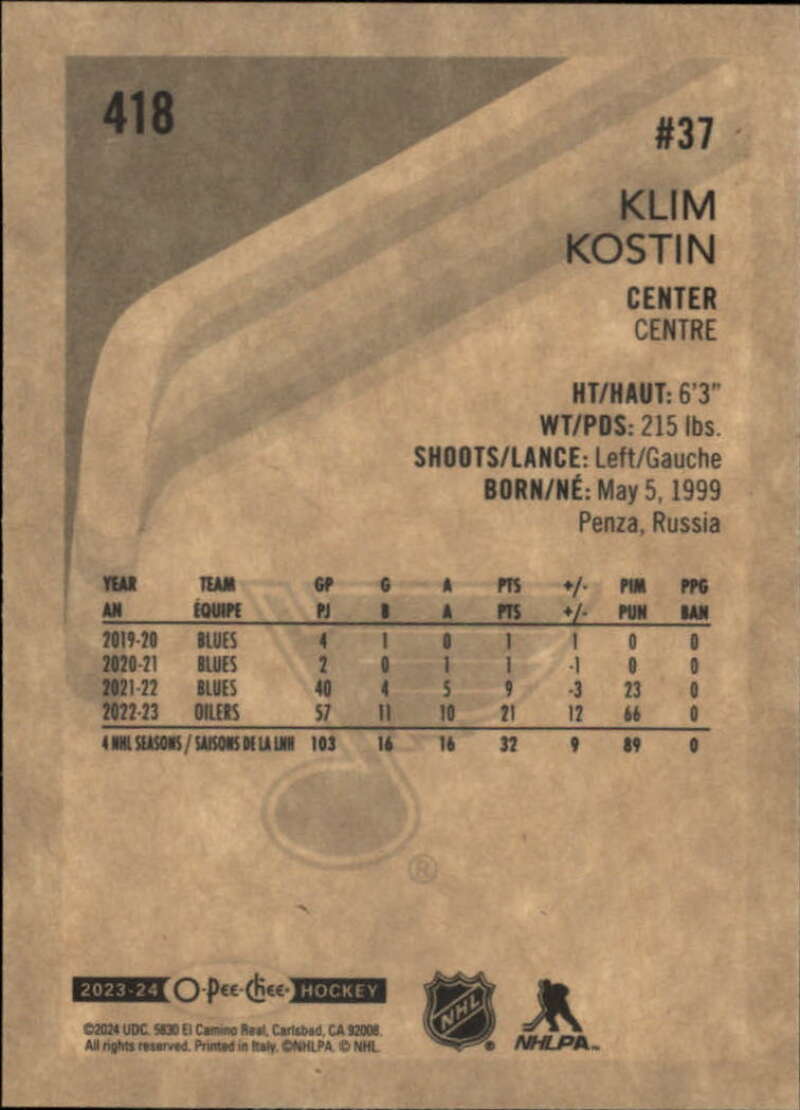 418
#37
KLIM
KOSTIN
CENTER
CENTRE
HT/HAUT: 6'3"
WT/PDS: 215 lbs.
SHOOTS/LANCE: Left/Gauche
BORN/NÉ: May 5, 1999
Penza, Russia
YEAR TEAM GP G A PTS +/- PIM PPG
AN ÉQUIPE PJ B A PTS +/- PUN BAN
2019-20 BLUES 4 1 0 1 1 0 0
2020-21 BLUES 2 0 1 1 -1 0 0
2021-22 BLUES 40 4 5 9 -3 23 0
2022-23 OILERS 57 11 10 21 12 66 0
4 NHL SEASONS / SAISONS DE LA LNH 103 16 16 32 9 89 0
®
2023-24 O-Pee-Chee HOCKEY
©2024 UDC. 5830 El Camino Real, Carlsbad, CA 92008.
All rights reserved. Printed in Italy. ©NHLPA. © NHL.
NHL
NHLPA™